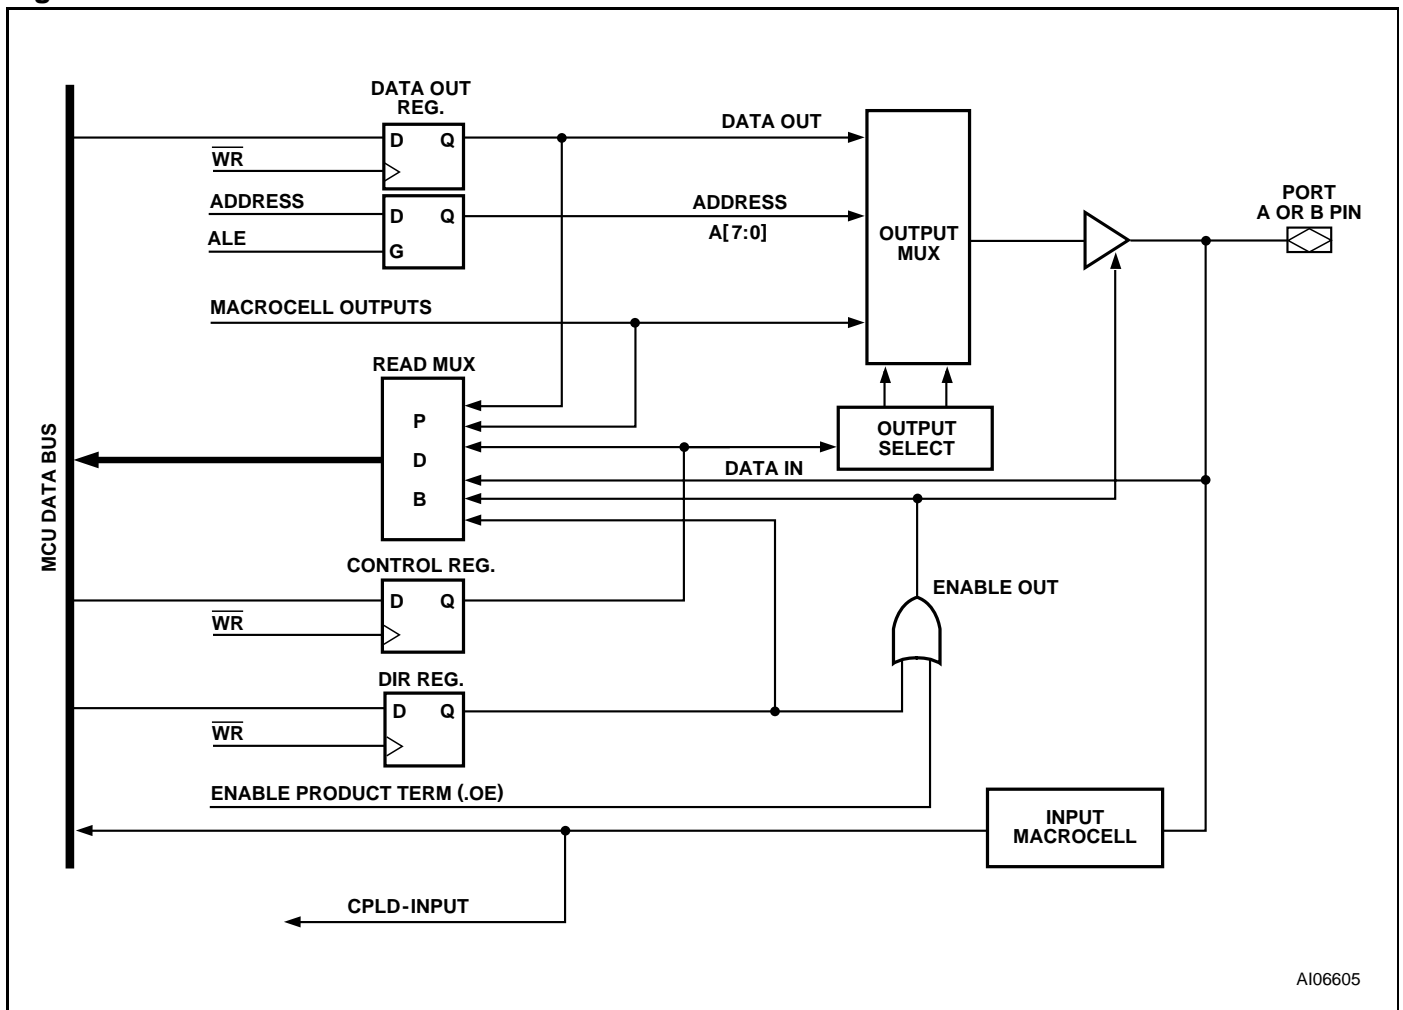 DATA OUT
REG.
D Q
WR
DATA OUT
ADDRESS
D Q
ALE
G
ADDRESS
A[7:0]
OUTPUT
MUX
PORT
A OR B PIN
MACROCELL OUTPUTS
READ MUX
P
D
B
OUTPUT
SELECT
DATA IN
MCU DATA BUS
CONTROL REG.
D Q
WR
ENABLE OUT
DIR REG.
D Q
WR
ENABLE PRODUCT TERM (.OE)
INPUT
MACROCELL
CPLD-INPUT
AI06605